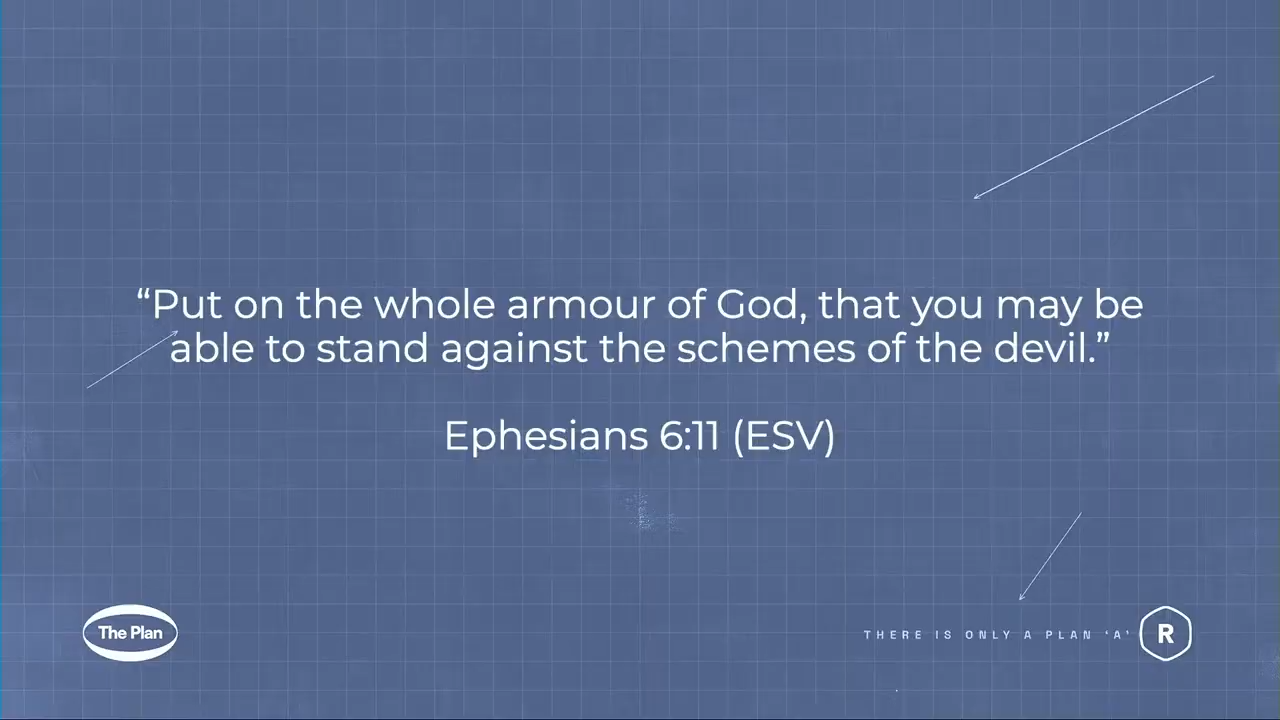 “Put on the whole armour of God, that you may be
able to stand against the schemes of the devil.”
Ephesians 6:11 (ESV)
The Plan
THERE IS ONLY A PLAN ‘A’
R